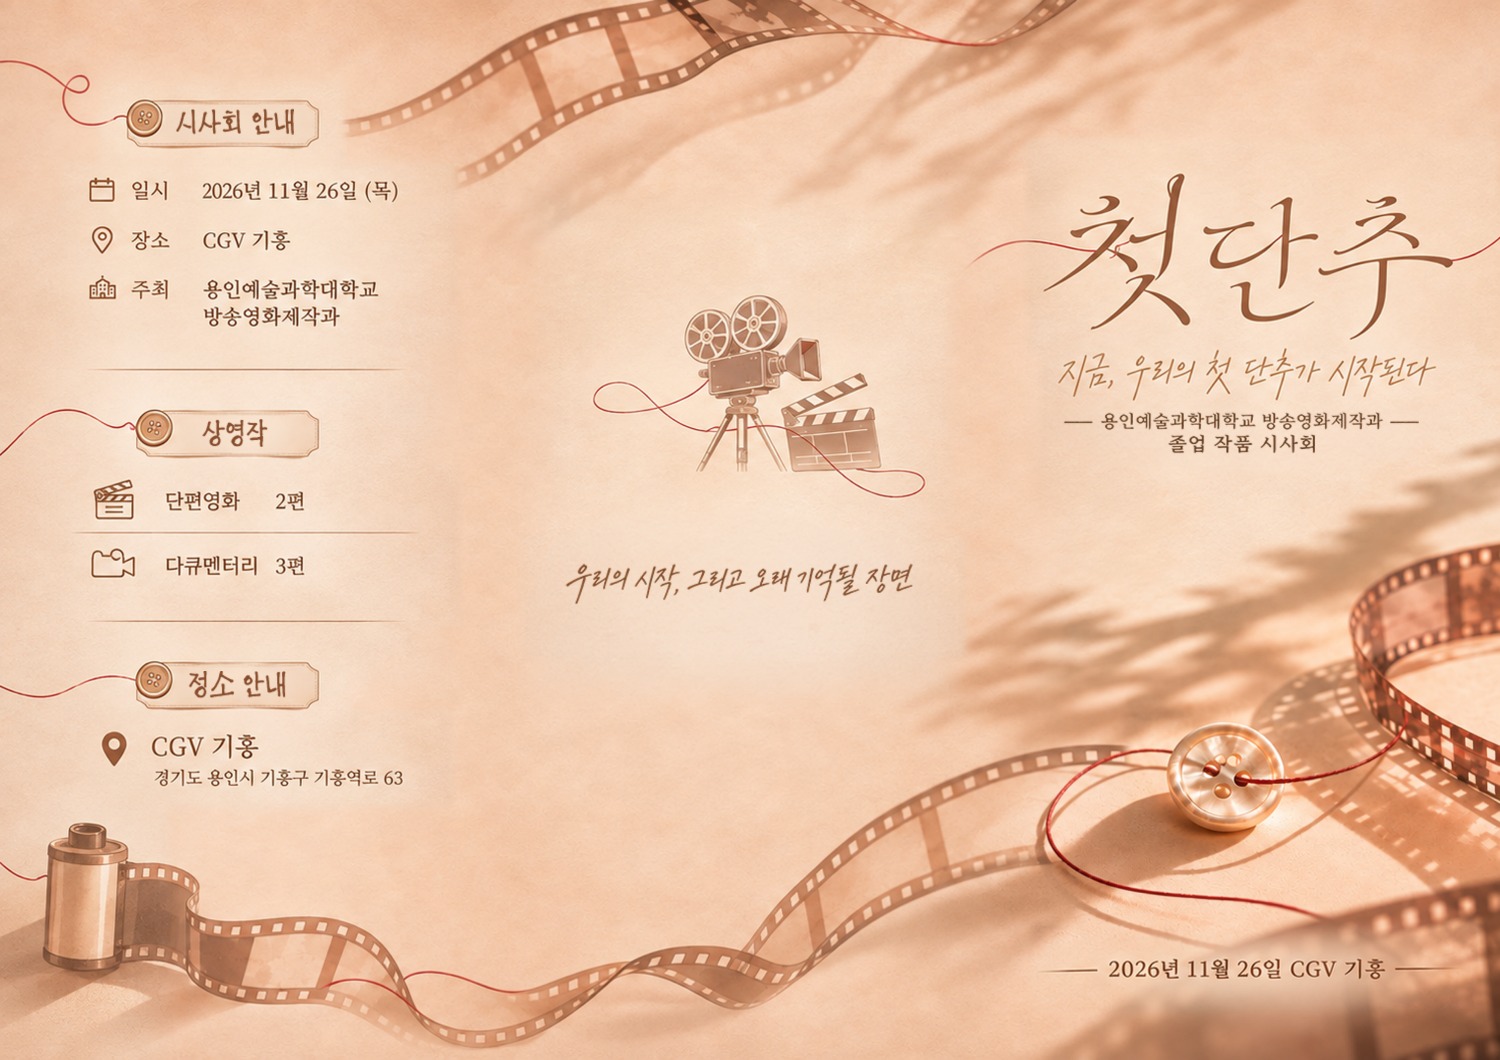 시사회 안내
일시 2026년 11월 26일 (목)
장소 CGV 기흥
주최 용인예술과학대학교
방송영화제작과
상영작
단편영화 2편
다큐멘터리 3편
정소 안내
CGV 기흥
경기도 용인시 기흥구 기흥역로 63
우리의 시작, 그리고 오래 기억될 장면
첫단추
지금, 우리의 첫 단추가 시작된다
용인예술과학대학교 방송영화제작과
졸업 작품 시사회
2026년 11월 26일 CGV 기흥